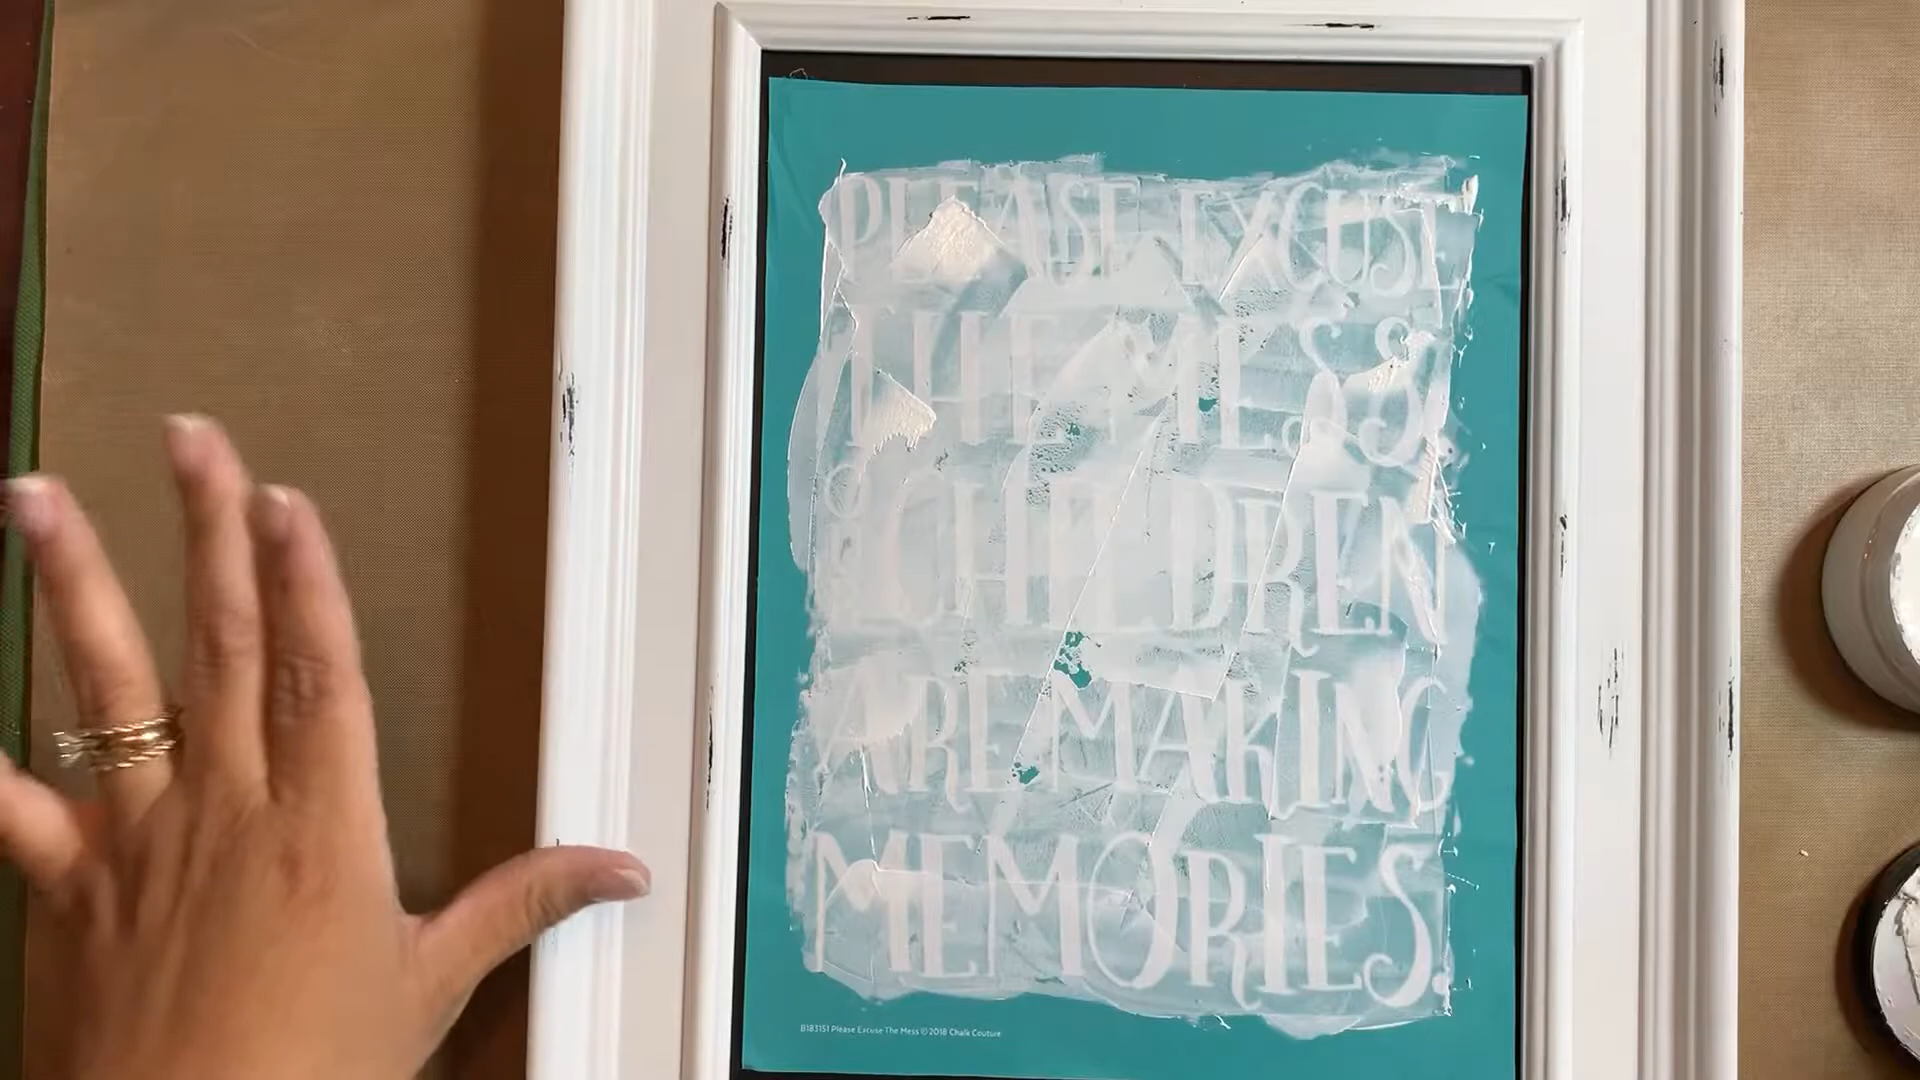 PLEASE EXCUSE
THE MESS.
CHILDREN
ARE MAKING
MEMORIES.
B183151 Please Excuse The Mess © 2018 Chalk Couture